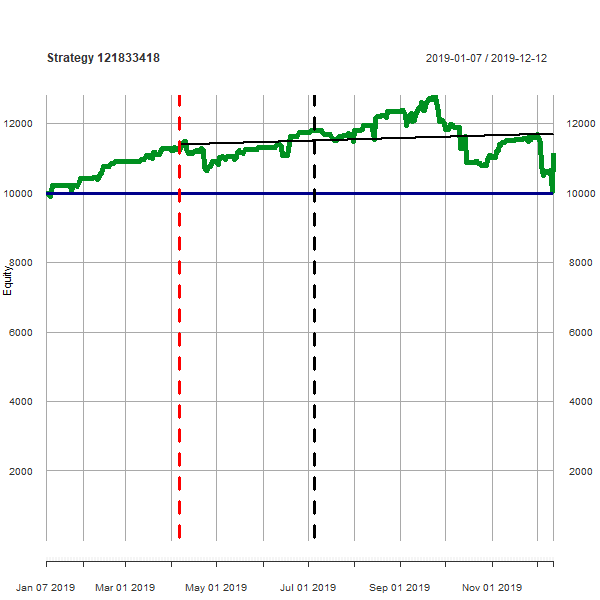 Strategy 121833418
2019-01-07 / 2019-12-12
12000
12000
10000
10000
8000
8000
Equity
6000
6000
4000
4000
2000
2000
Jan 07 2019
Mar 01 2019
May 01 2019
Jul 01 2019
Sep 01 2019
Nov 01 2019